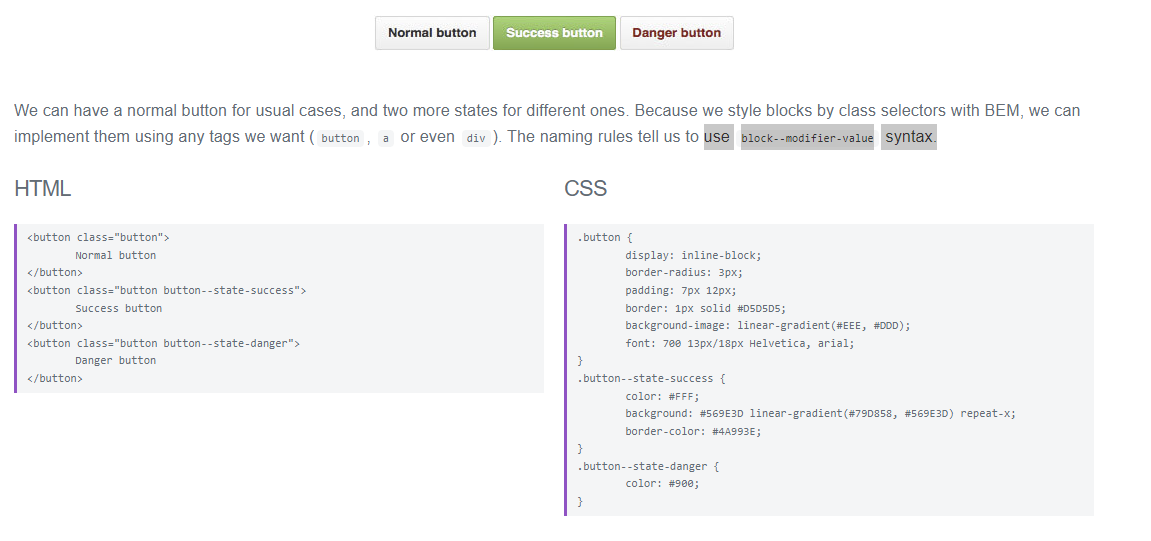 Normal button Success button Danger button
We can have a normal button for usual cases, and two more states for different ones. Because we style blocks by class selectors with BEM, we can
implement them using any tags we want ( button , a or even div ). The naming rules tell us to use block--modifier-value syntax.
HTML
<button class="button">
Normal button
</button>
<button class="button button--state-success">
Success button
</button>
<button class="button button--state-danger">
Danger button
</button>
CSS
.button {
display: inline-block;
border-radius: 3px;
padding: 7px 12px;
border: 1px solid #D5D5D5;
background-image: linear-gradient(#EEE, #DDD);
font: 700 13px/18px Helvetica, arial;
}
.button--state-success {
color: #FFF;
background: #569E3D linear-gradient(#79D858, #569E3D) repeat-x;
border-color: #4A993E;
}
.button--state-danger {
color: #900;
}